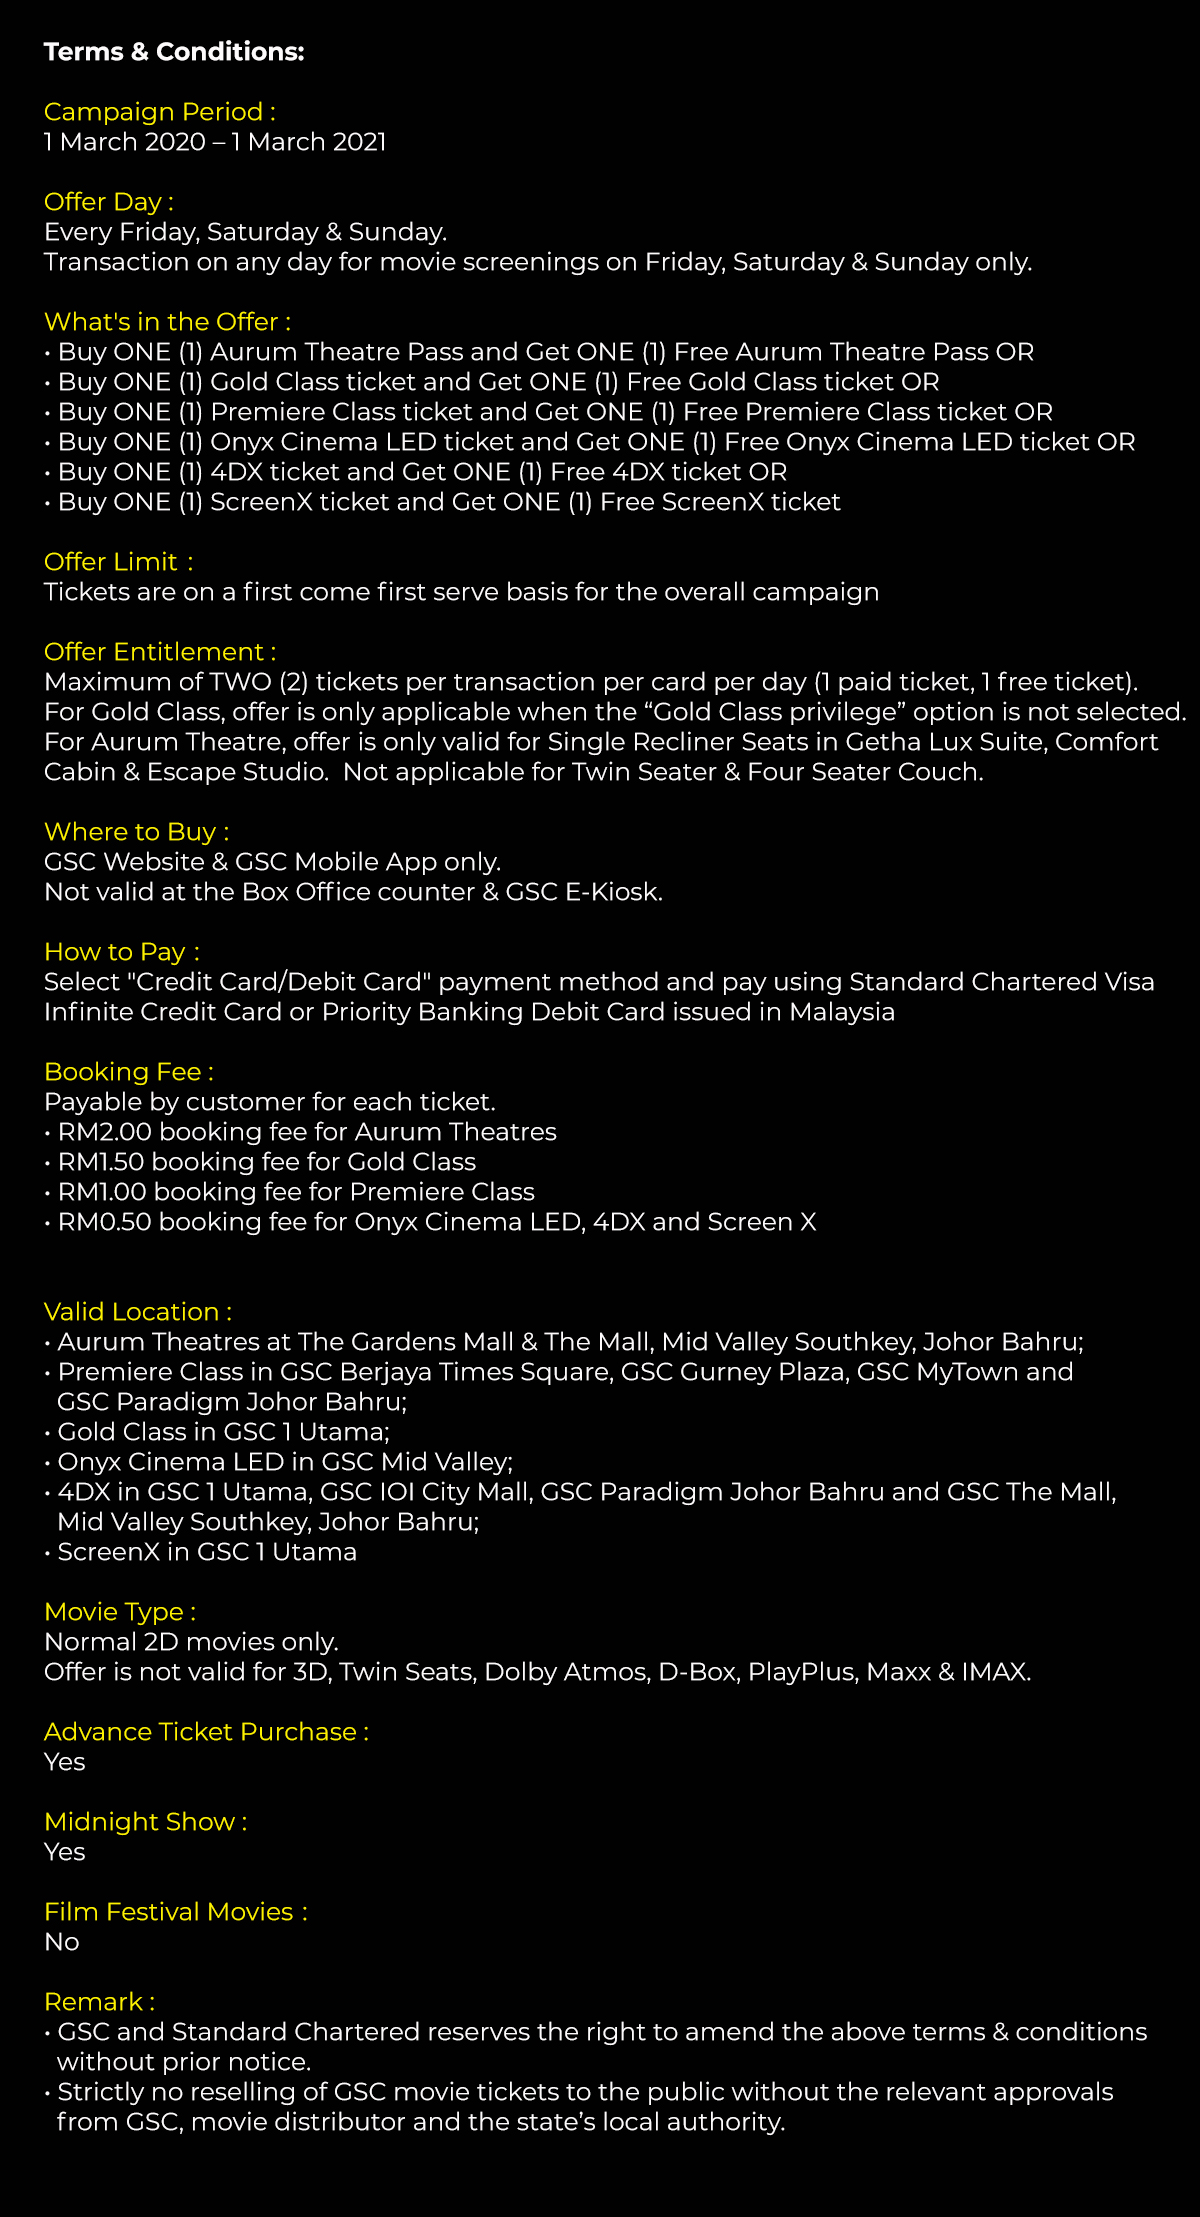 Terms & Conditions:
Campaign Period :
1 March 2020 – 1 March 2021
Offer Day :
Every Friday, Saturday & Sunday.
Transaction on any day for movie screenings on Friday, Saturday & Sunday only.
What's in the Offer :
• Buy ONE (1) Aurum Theatre Pass and Get ONE (1) Free Aurum Theatre Pass OR
• Buy ONE (1) Gold Class ticket and Get ONE (1) Free Gold Class ticket OR
• Buy ONE (1) Premiere Class ticket and Get ONE (1) Free Premiere Class ticket OR
• Buy ONE (1) Onyx Cinema LED ticket and Get ONE (1) Free Onyx Cinema LED ticket OR
• Buy ONE (1) 4DX ticket and Get ONE (1) Free 4DX ticket OR
• Buy ONE (1) ScreenX ticket and Get ONE (1) Free ScreenX ticket
Offer Limit :
Tickets are on a first come first serve basis for the overall campaign
Offer Entitlement :
Maximum of TWO (2) tickets per transaction per card per day (1 paid ticket, 1 free ticket).
For Gold Class, offer is only applicable when the “Gold Class privilege” option is not selected.
For Aurum Theatre, offer is only valid for Single Recliner Seats in Getha Lux Suite, Comfort
Cabin & Escape Studio. Not applicable for Twin Seater & Four Seater Couch.
Where to Buy :
GSC Website & GSC Mobile App only.
Not valid at the Box Office counter & GSC E-Kiosk.
How to Pay :
Select "Credit Card/Debit Card" payment method and pay using Standard Chartered Visa
Infinite Credit Card or Priority Banking Debit Card issued in Malaysia
Booking Fee :
Payable by customer for each ticket.
• RM2.00 booking fee for Aurum Theatres
• RM1.50 booking fee for Gold Class
• RM1.00 booking fee for Premiere Class
• RM0.50 booking fee for Onyx Cinema LED, 4DX and Screen X
Valid Location :
• Aurum Theatres at The Gardens Mall & The Mall, Mid Valley Southkey, Johor Bahru;
• Premiere Class in GSC Berjaya Times Square, GSC Gurney Plaza, GSC MyTown and
GSC Paradigm Johor Bahru;
• Gold Class in GSC 1 Utama;
• Onyx Cinema LED in GSC Mid Valley;
• 4DX in GSC 1 Utama, GSC IOI City Mall, GSC Paradigm Johor Bahru and GSC The Mall,
Mid Valley Southkey, Johor Bahru;
• ScreenX in GSC 1 Utama
Movie Type :
Normal 2D movies only.
Offer is not valid for 3D, Twin Seats, Dolby Atmos, D-Box, PlayPlus, Maxx & IMAX.
Advance Ticket Purchase :
Yes
Midnight Show :
Yes
Film Festival Movies :
No
Remark :
• GSC and Standard Chartered reserves the right to amend the above terms & conditions
without prior notice.
• Strictly no reselling of GSC movie tickets to the public without the relevant approvals
from GSC, movie distributor and the state’s local authority.